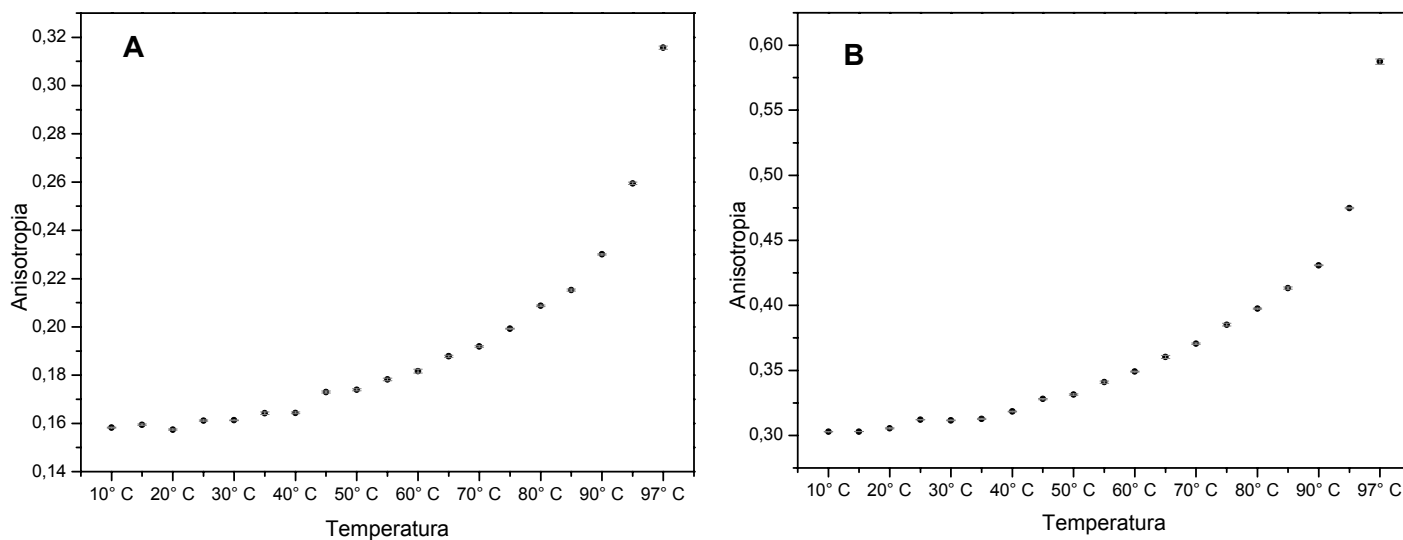 A
Anisotropia
0,32
0,30
0,28
0,26
0,24
0,22
0,20
0,18
0,16
0,14
10° C 20° C 30° C 40° C 50° C 60° C 70° C 80° C 90° C 97° C
Temperatura
B
Anisotropia
0,60
0,55
0,50
0,45
0,40
0,35
0,30
10° C 20° C 30° C 40° C 50° C 60° C 70° C 80° C 90° C 97° C
Temperatura